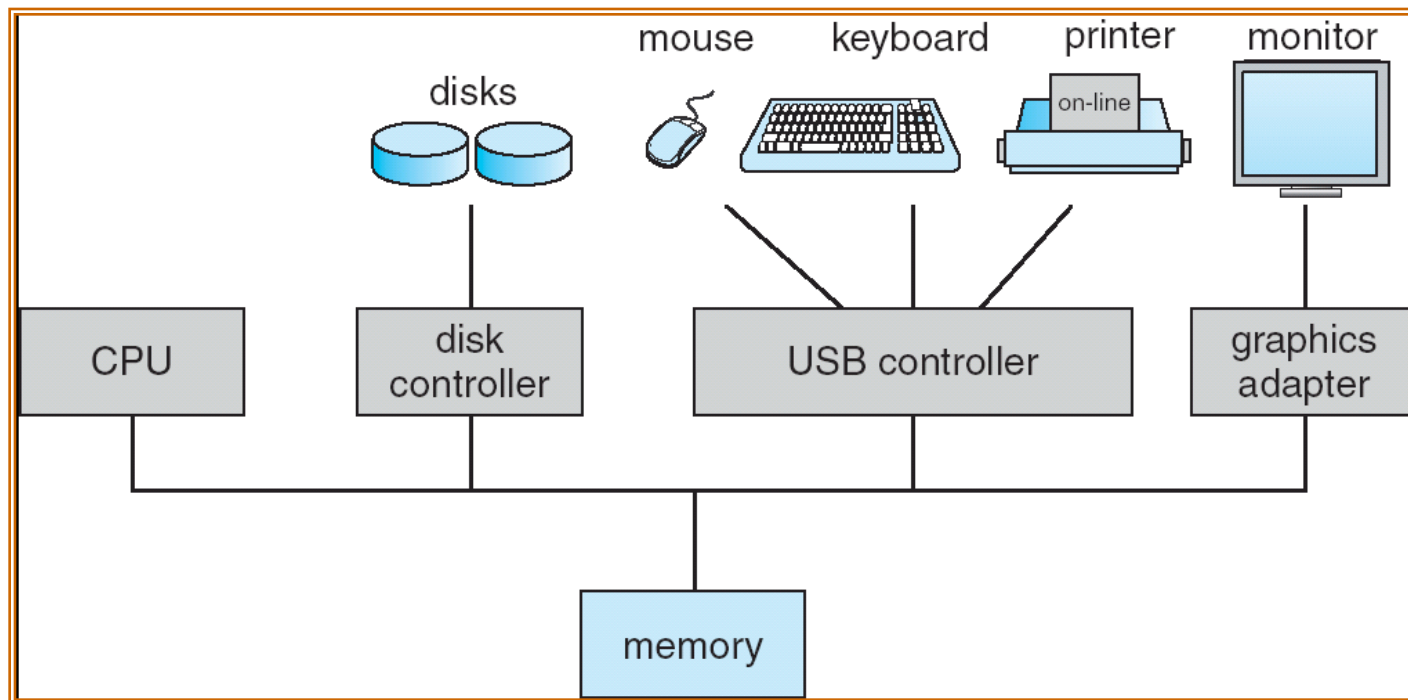 mouse
keyboard
printer
monitor
disks
on-line
CPU
disk
controller
USB controller
graphics
adapter
memory